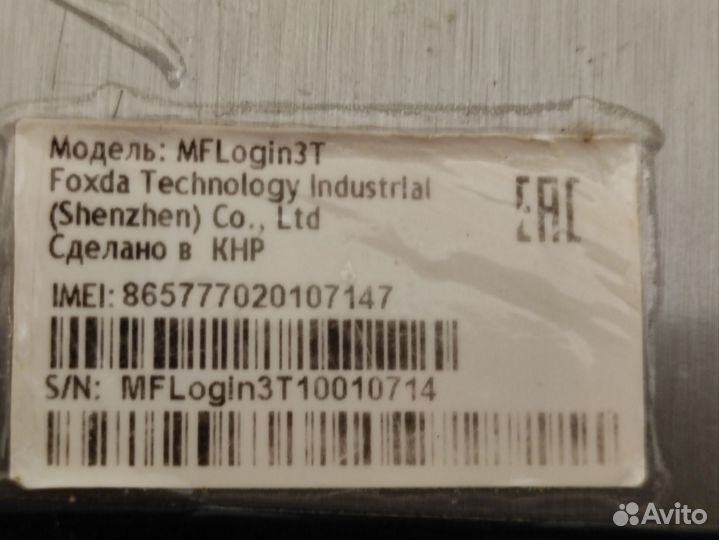 Модель: MFLogin3T
Foxda Technology Industrial
(Shenzhen) Co., Ltd
Сделано в КНР
EAC
IMEI: 865777020107147
S/N: MFLogin3T10010714
Avito